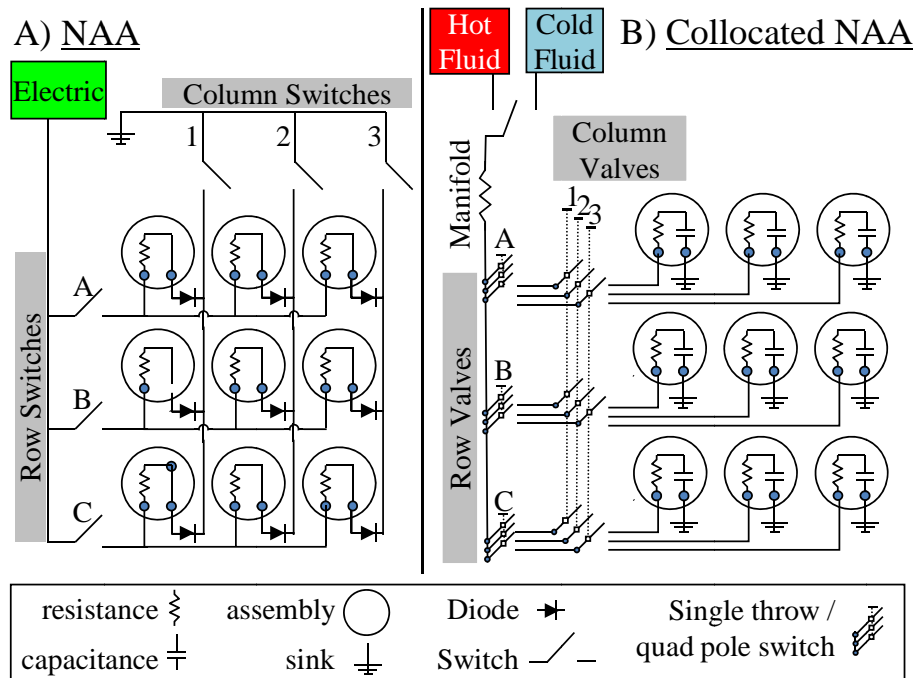 A) NAA
Electric
Column Switches
1 2 3
Row Switches
A
B
C
Hot
Fluid
Cold
Fluid
B) Collocated NAA
Manifold
Column
Valves
1
2
3
Row Valves
A
B
C
resistance
capacitance
assembly
sink
Diode
Switch
Single throw /
quad pole switch